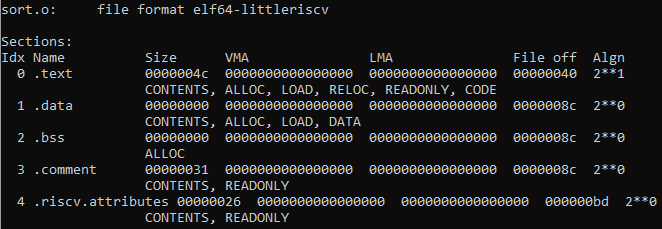 sort.o:     file format elf64-littleriscv

Sections:
Idx Name          Size      VMA               LMA               File off  Algn
  0 .text         0000004c  0000000000000000  0000000000000000  00000040  2**1
                  CONTENTS, ALLOC, LOAD, RELOC, READONLY, CODE
  1 .data         00000000  0000000000000000  0000000000000000  0000008c  2**0
                  CONTENTS, ALLOC, LOAD, DATA
  2 .bss          00000000  0000000000000000  0000000000000000  0000008c  2**0
                  ALLOC
  3 .comment      00000031  0000000000000000  0000000000000000  0000008c  2**0
                  CONTENTS, READONLY
  4 .riscv.attributes 00000026  0000000000000000  0000000000000000  000000bd  2**0
                  CONTENTS, READONLY